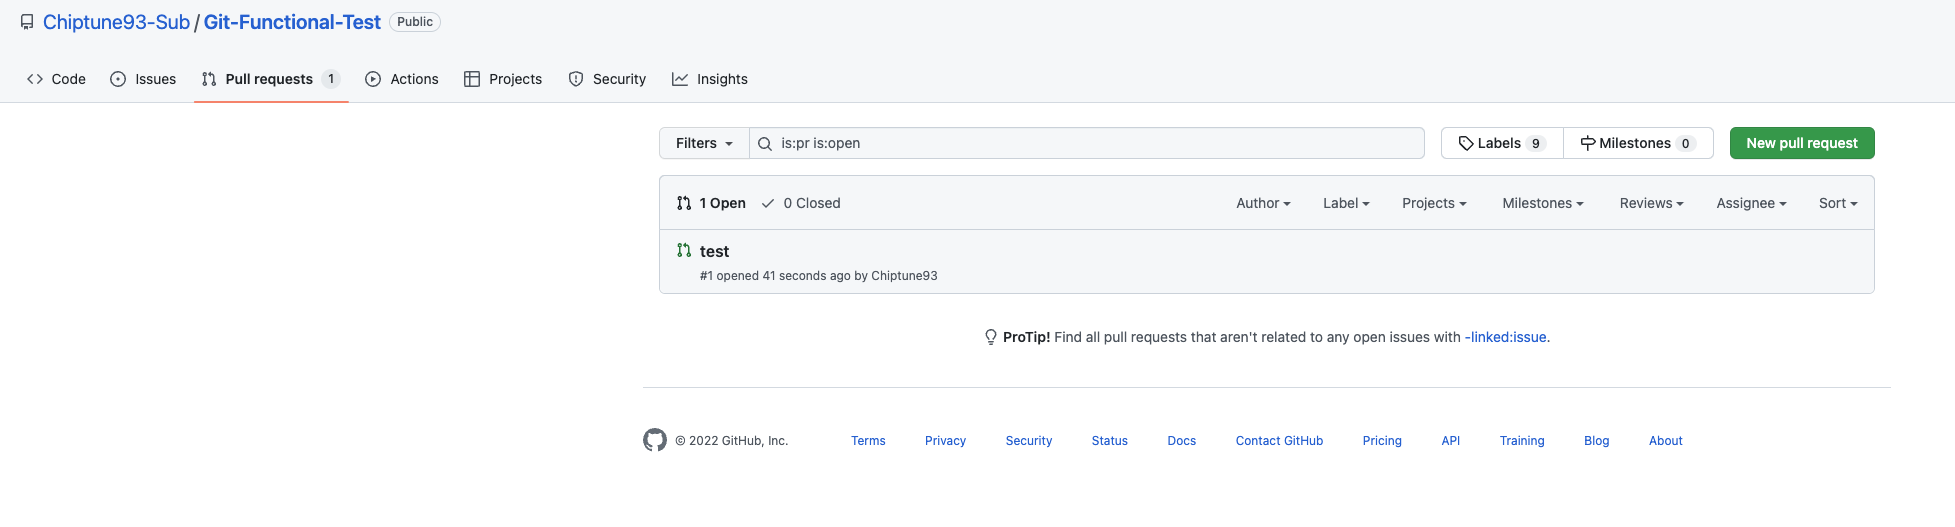 Chiptune93-Sub / Git-Functional-Test Public
Code Issues Pull requests 1 Actions Projects Security Insights
Filters is:pr is:open Labels 9 Milestones 0 New pull request
1 Open 0 Closed Author Label Projects Milestones Reviews Assignee Sort
test
#1 opened 41 seconds ago by Chiptune93
ProTip! Find all pull requests that aren't related to any open issues with -linked:issue.
© 2022 GitHub, Inc. Terms Privacy Security Status Docs Contact GitHub Pricing API Training Blog About